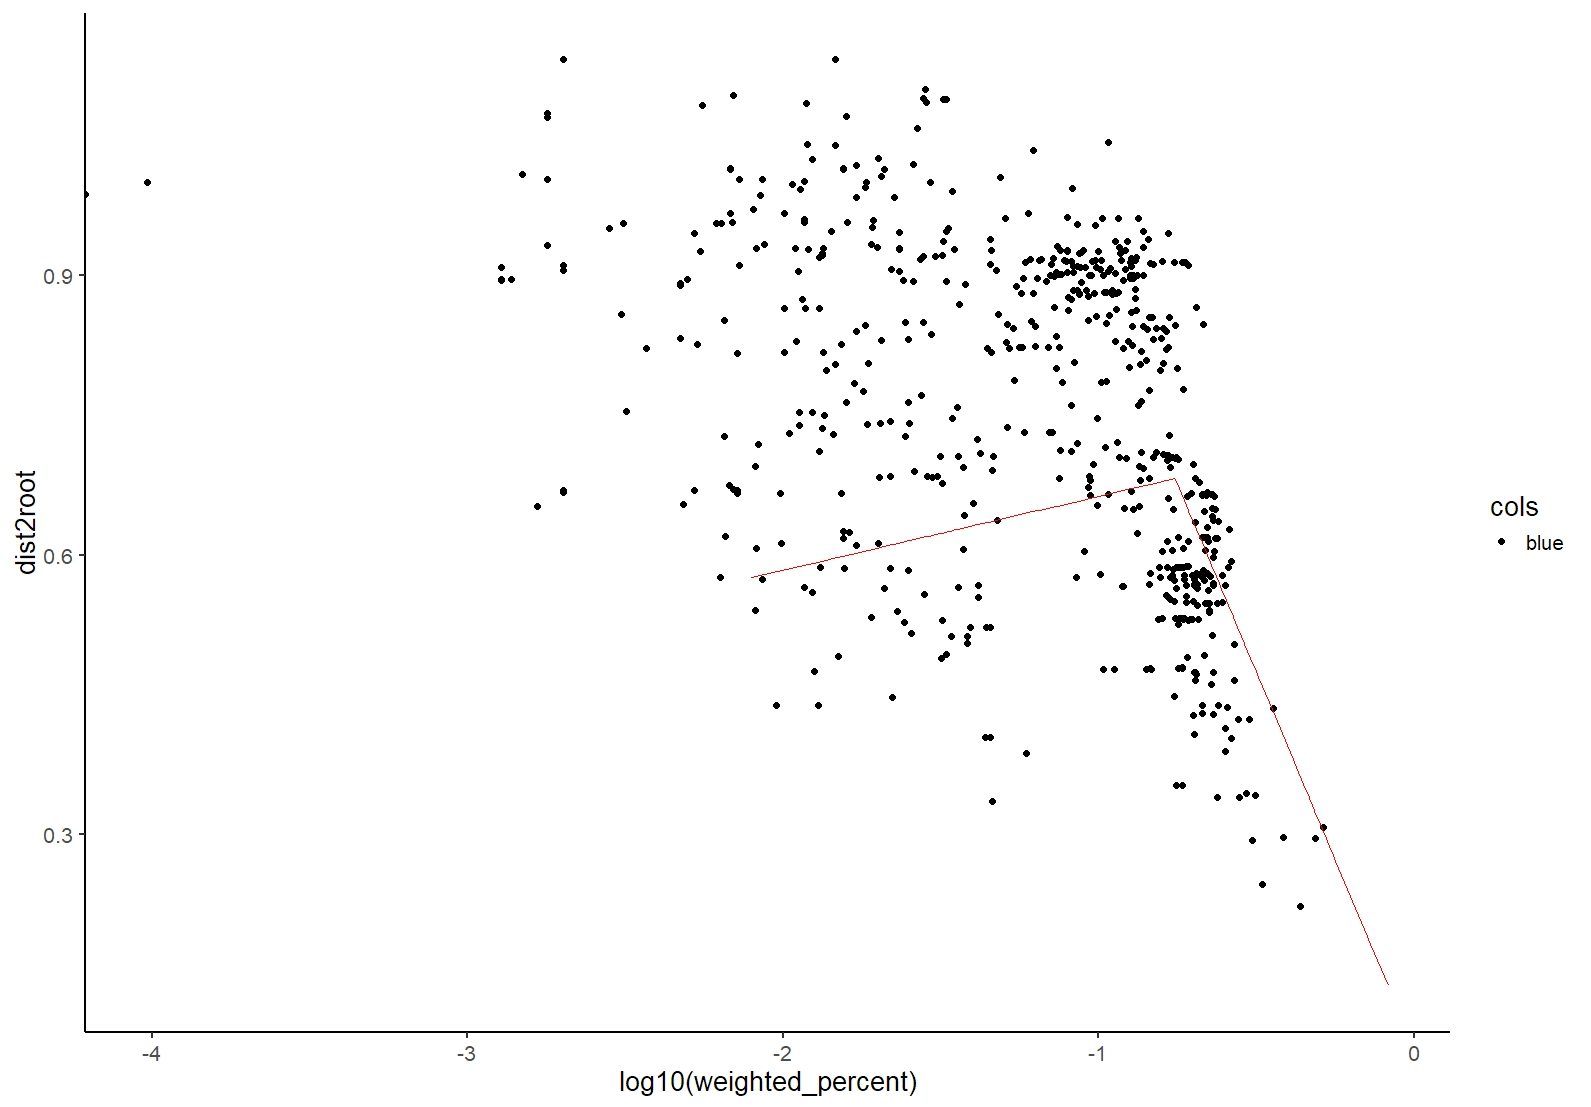 dist2root
0.9
0.6
0.3
-4
-3
-2
-1
0
log10(weighted_percent)
cols
blue